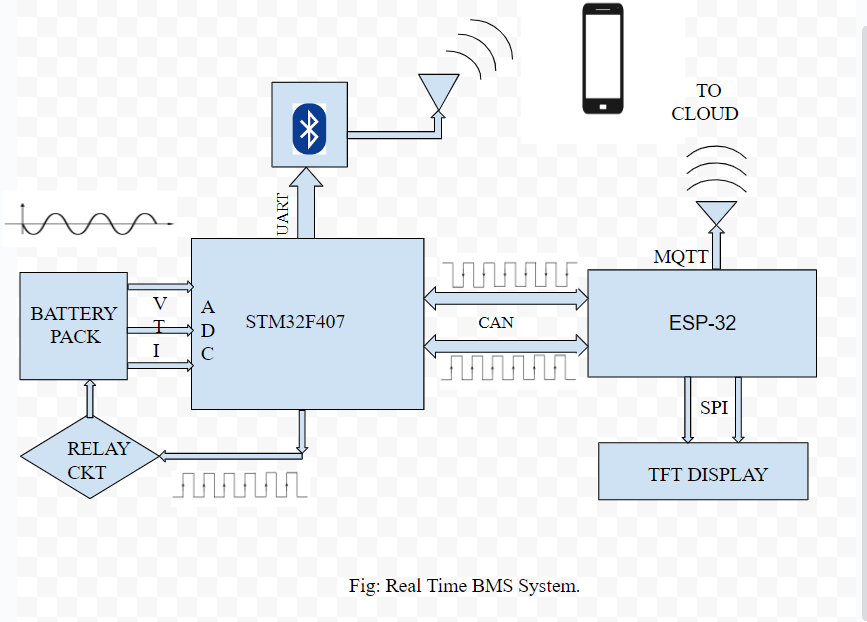 TO
CLOUD
UART
MQTT
BATTERY
PACK
V
T
I
A
D
C
STM32F407
CAN
ESP-32
SPI
RELAY
CKT
TFT DISPLAY
Fig: Real Time BMS System.